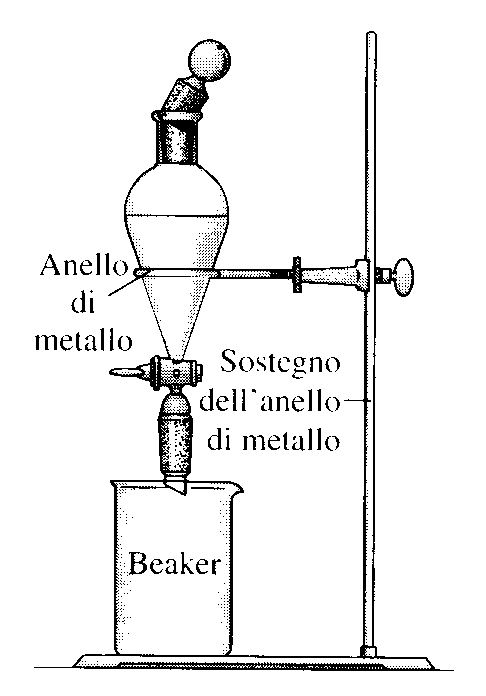 Anello
di
metallo
Sostegno
dell'anello
di metallo
Beaker